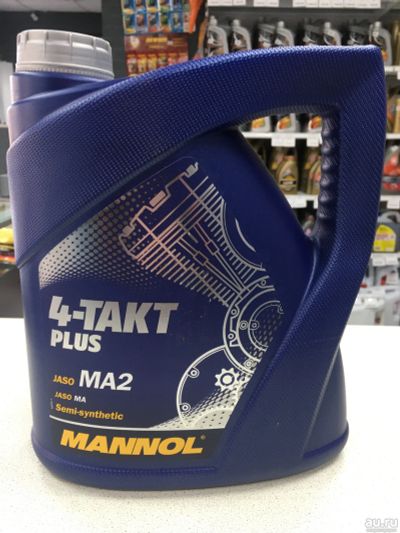 4-TAKT
PLUS
JASO MA2
JASO MA
Semi-synthetic
MANNOL
au.ru